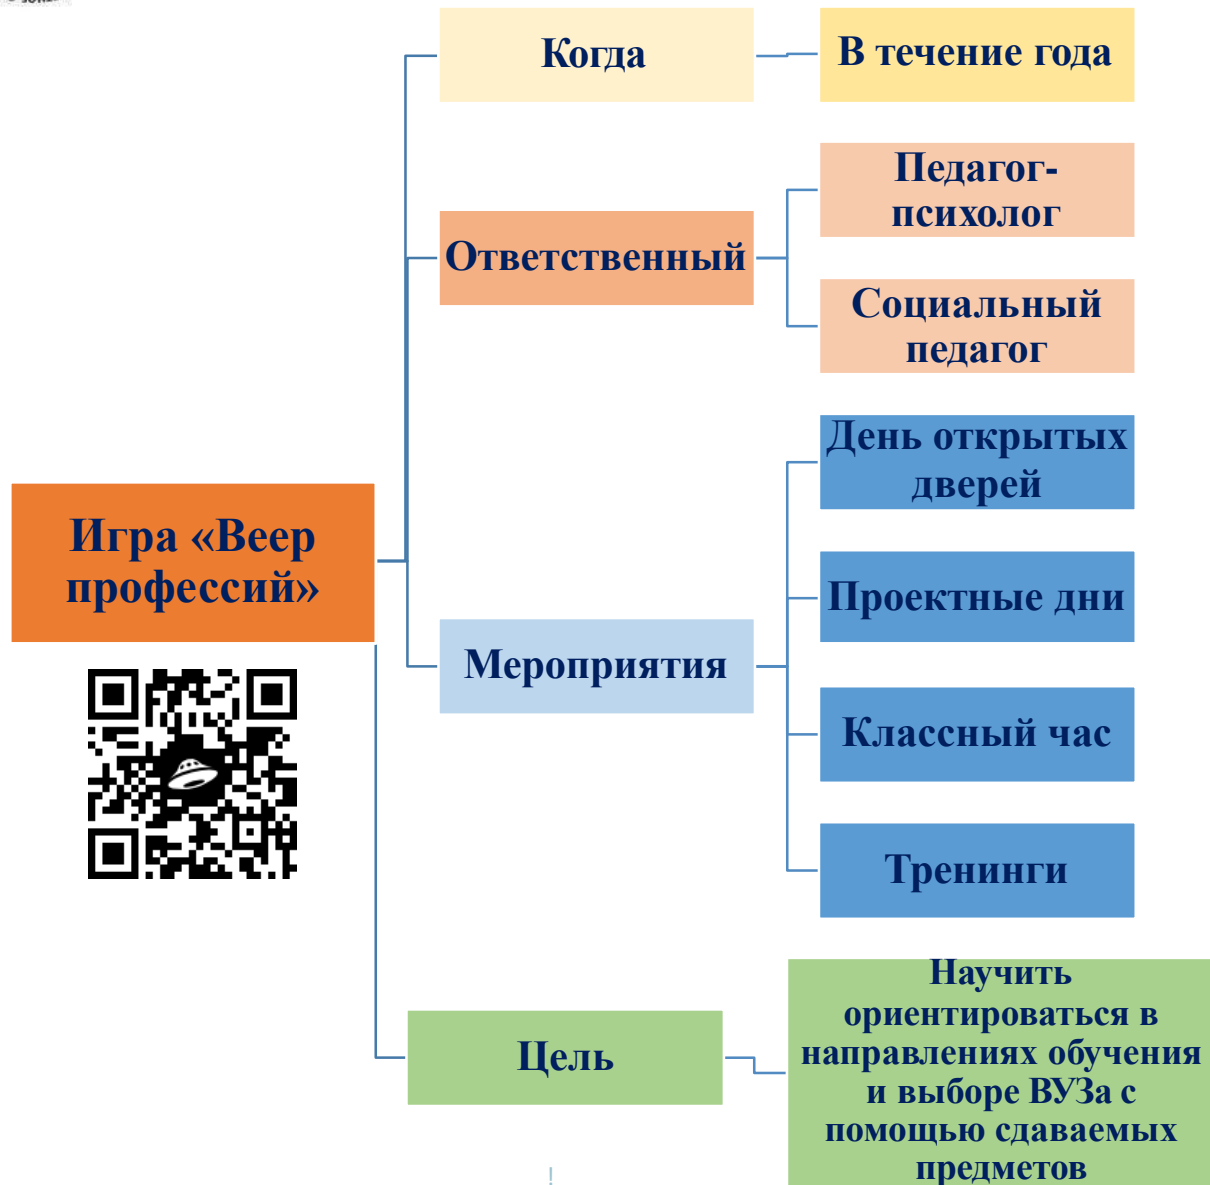 Когда
В течение года
Ответственный
Педагог-
психолог
Социальный
педагог
Игра «Веер
профессий»
Мероприятия
День открытых
дверей
Проектные дни
Классный час
Тренинги
Цель
Научить
ориентироваться в
направлениях обучения
и выборе ВУЗа с
помощью сдаваемых
предметов
!